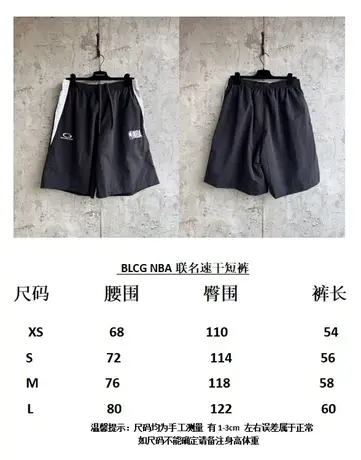 NBA
BLCG NBA 联名速干短裤
尺码 腰围 臀围 裤长
XS 68 110 54
S 72 114 56
M 76 118 58
L 80 122 60
温馨提示：尺码均为手工测量 有 1-3cm 左右误差属于正常
如尺码不能确定请备注身高体重